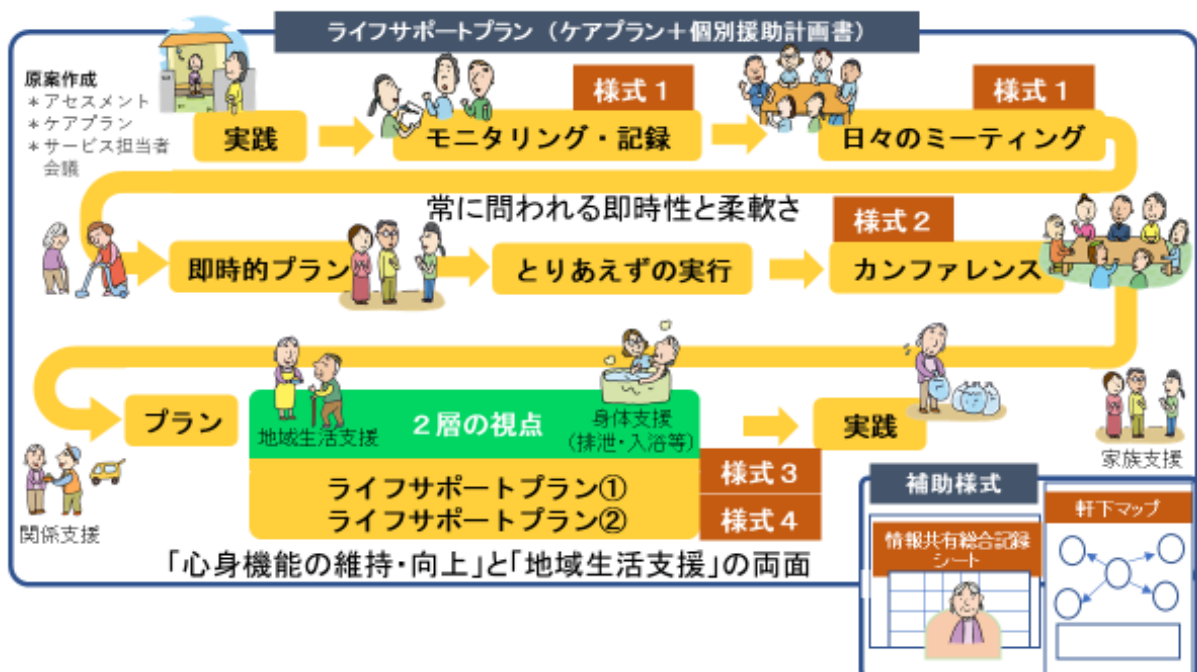 ライフサポートプラン（ケアプラン＋個別援助計画書）
原案作成
＊アセスメント
＊ケアプラン
＊サービス担当者
会議
実践
様式１
モニタリング・記録
様式１
日々のミーティング
常に問われる即時性と柔軟さ
即時的プラン
とりあえずの実行
様式２
カンファレンス
プラン
地域生活支援
２層の視点
身体支援
（排泄・入浴等）
実践
家族支援
関係支援
ライフサポートプラン①
ライフサポートプラン②
様式３
様式４
「心身機能の維持・向上」と「地域生活支援」の両面
補助様式
情報共有総合記録
シート
軒下マップ